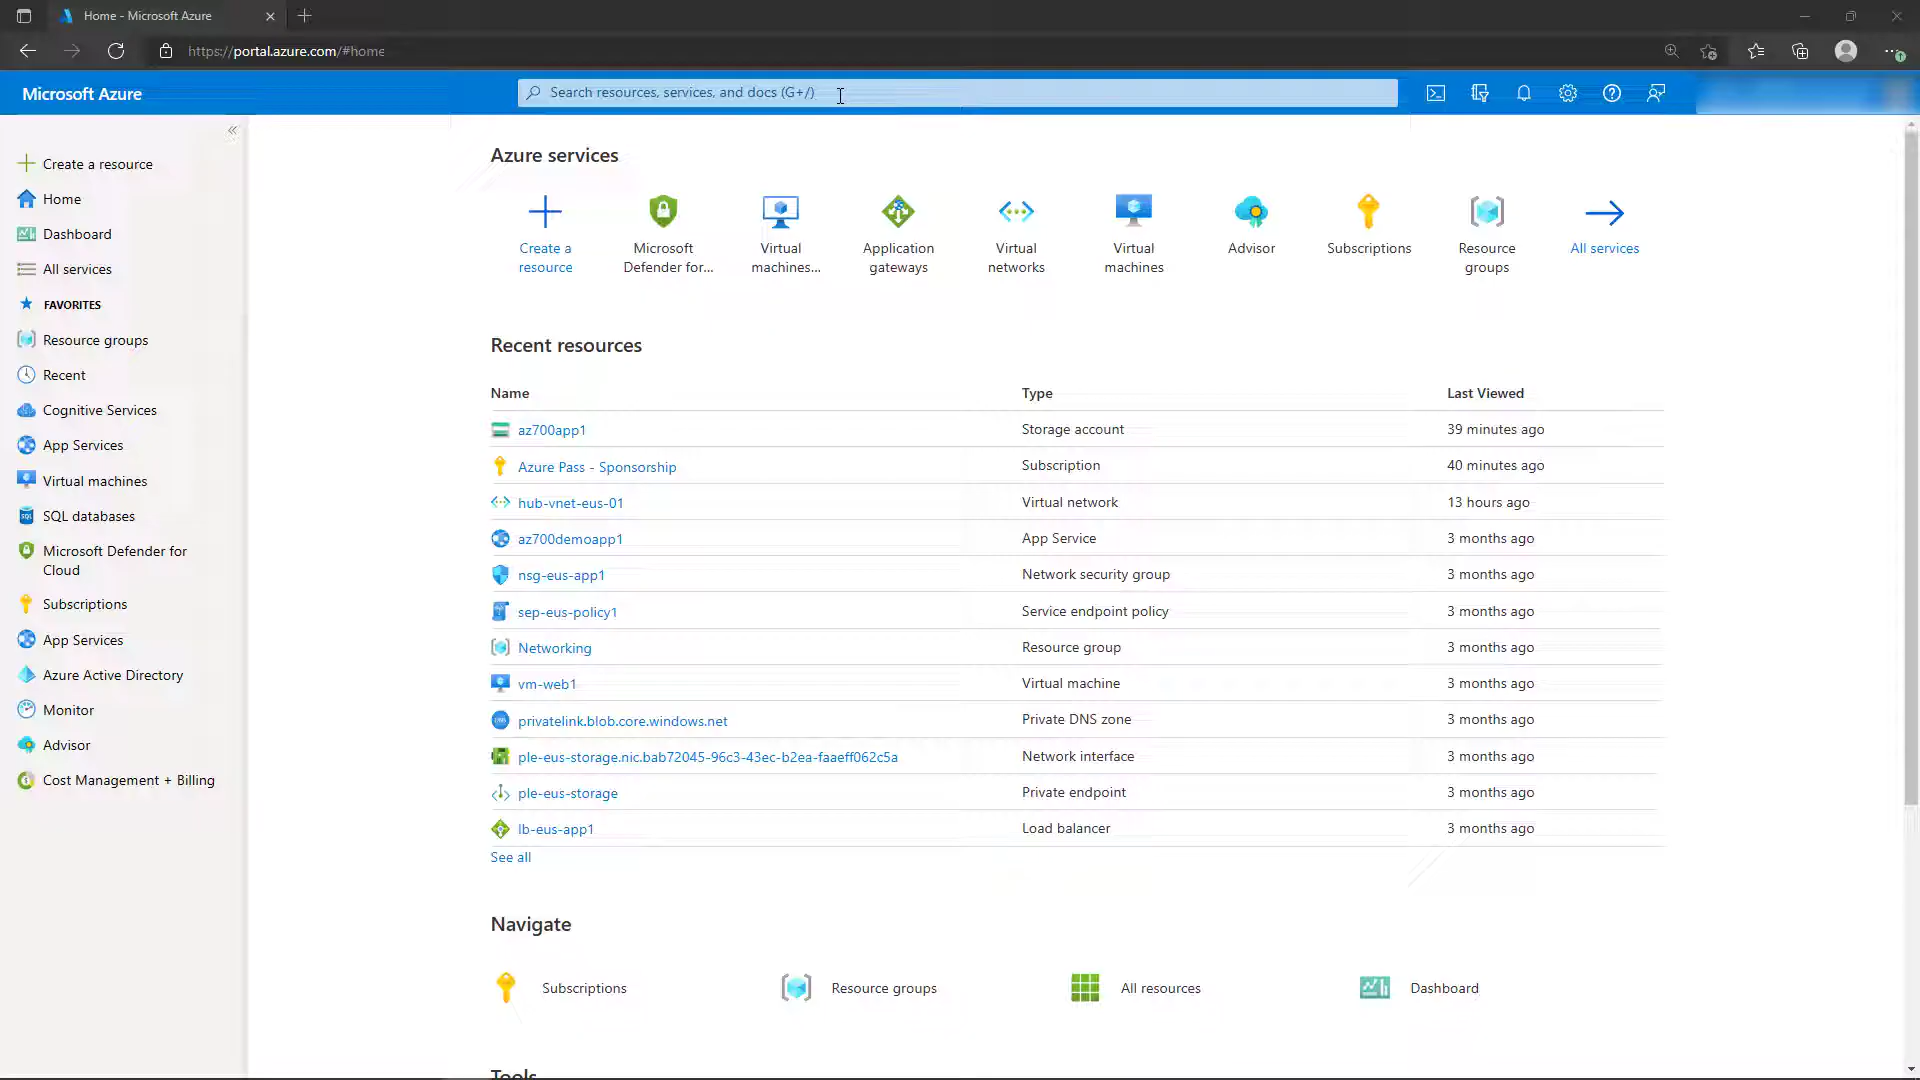 Home - Microsoft Azure
https://portal.azure.com/#home
Microsoft Azure
Search resources, services, and docs (G+/)
Create a resource
Home
Dashboard
All services
FAVORITES
Resource groups
Recent
Cognitive Services
App Services
Virtual machines
SQL databases
Microsoft Defender for
Cloud
Subscriptions
App Services
Azure Active Directory
Monitor
Advisor
Cost Management + Billing
Azure services
Create a
resource
Microsoft
Defender for...
Virtual
machines...
Application
gateways
Virtual
networks
Virtual
machines
Advisor
Subscriptions
Resource
groups
All services
Recent resources
Name Type Last Viewed
az700app1 Storage account 39 minutes ago
Azure Pass - Sponsorship Subscription 40 minutes ago
hub-vnet-eus-01 Virtual network 13 hours ago
az700demoapp1 App Service 3 months ago
nsg-eus-app1 Network security group 3 months ago
sep-eus-policy1 Service endpoint policy 3 months ago
Networking Resource group 3 months ago
vm-web1 Virtual machine 3 months ago
privatelink.blob.core.windows.net Private DNS zone 3 months ago
ple-eus-storage.nic.bab72045-96c3-43ec-b2ea-faaeff062c5a Network interface 3 months ago
ple-eus-storage Private endpoint 3 months ago
lb-eus-app1 Load balancer 3 months ago
See all
Navigate
Subscriptions Resource groups All resources Dashboard
Tools